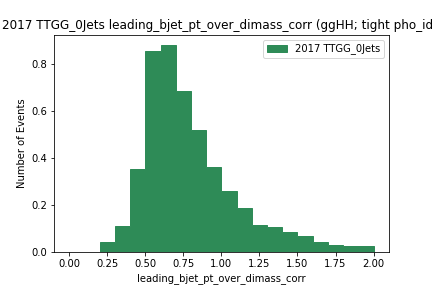 2017 TTGG_0Jets leading_bjet_pt_over_dimass_corr (ggHH; tight pho_id
2017 TTGG_0Jets
Number of Events
0.8
0.6
0.4
0.2
0.0
0.00 0.25 0.50 0.75 1.00 1.25 1.50 1.75 2.00
leading_bjet_pt_over_dimass_corr